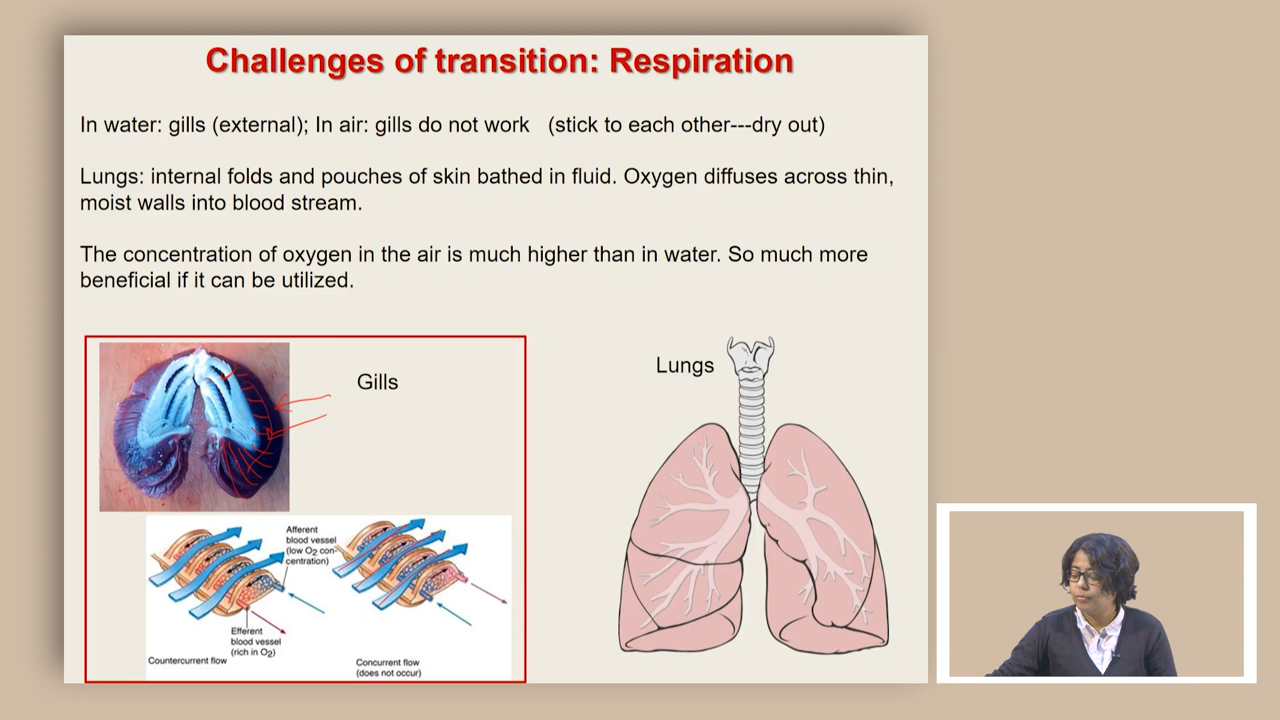 Challenges of transition: Respiration
In water: gills (external); In air: gills do not work (stick to each other---dry out)
Lungs: internal folds and pouches of skin bathed in fluid. Oxygen diffuses across thin,
moist walls into blood stream.
The concentration of oxygen in the air is much higher than in water. So much more
beneficial if it can be utilized.
Gills
Lungs
Afferent
blood vessel
(low O2 con-
centration)
Efferent
blood vessel
(rich in O2)
Countercurrent flow
Concurrent flow
(does not occur)